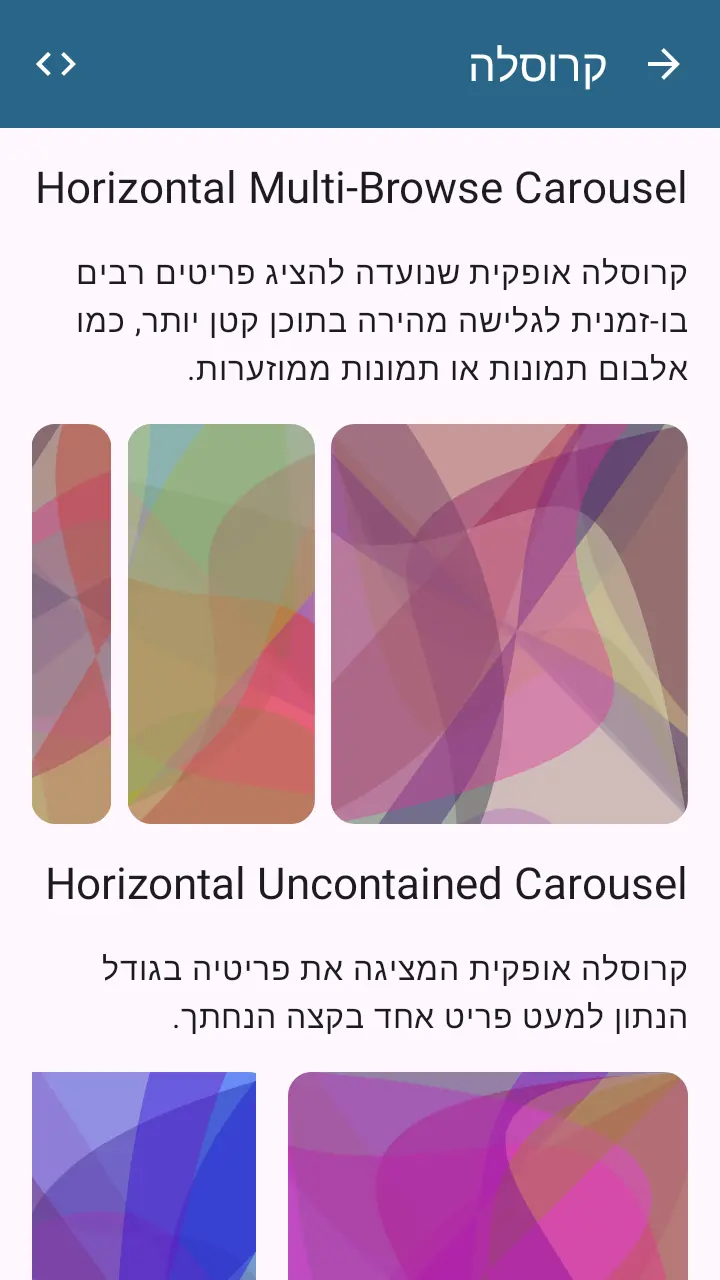 קרוסלה
Horizontal Multi-Browse Carousel
קרוסלה אופקית שנועדה להציג פריטים רבים
בו-זמנית לגלישה מהירה בתוכן קטן יותר, כמו
אלבום תמונות או תמונות ממוזערות.
Horizontal Uncontained Carousel
קרוסלה אופקית המציגה את פריטיה בגודל
הנתון למעט פריט אחד בקצה הנחתך.